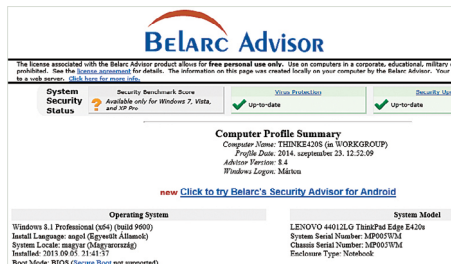 BELARC ADVISOR
The license associated with the Belarc Advisor product allows for free personal use only. Use on computers in a corporate, educational, military
prohibited. See the license agreement for details. The information on this page was created locally on your computer by the Belarc Advisor. Your
to a web server. Click here for more info.
System Security Status
Security Benchmark Score
Available only for Windows 7, Vista, and XP Pro
Virus Protection
Up-to-date
Security Up
Up-to-date
Computer Profile Summary
Computer Name: THINKE420S (in WORKGROUP)
Profile Date: 2014. szeptember 23. 12:52:09
Advisor Version: 8.4
Windows Logon: Márton
new Click to try Belarc's Security Advisor for Android
Operating System
Windows 8.1 Professional (x64) (build 9600)
Install Language: angol (Egyesült Államok)
System Locale: magyar (Magyarország)
Installed: 2013.09.05. 21:41:37
Boot Mode: BIOS (Secure Boot not supported)
System Model
LENOVO 44012LG ThinkPad Edge E420s
System Serial Number: MP005WM
Chassis Serial Number: MP005WM
Enclosure Type: Notebook